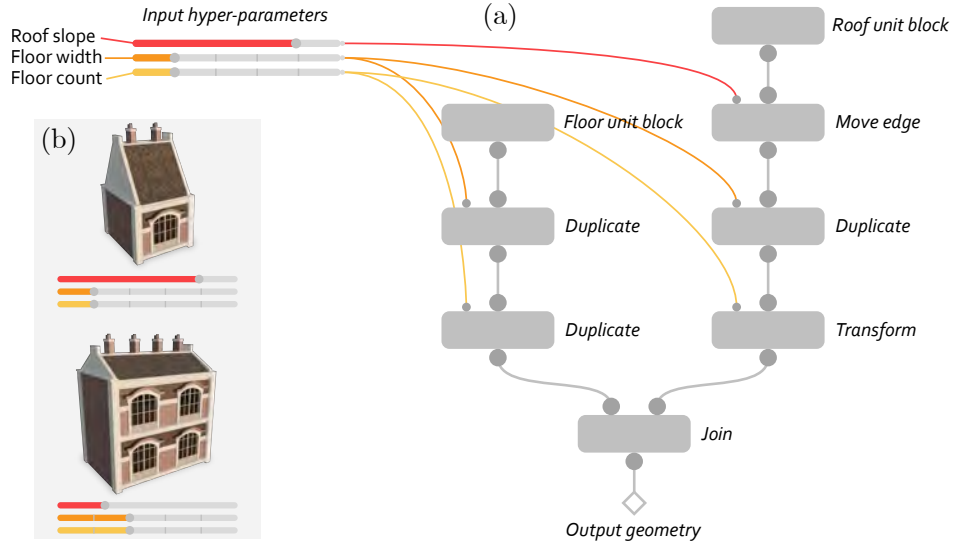 Input hyper-parameters
(a)
Roof slope
Floor width
Floor count
Roof unit block
Floor unit block
Move edge
(b)
Duplicate
Duplicate
Duplicate
Transform
Join
Output geometry